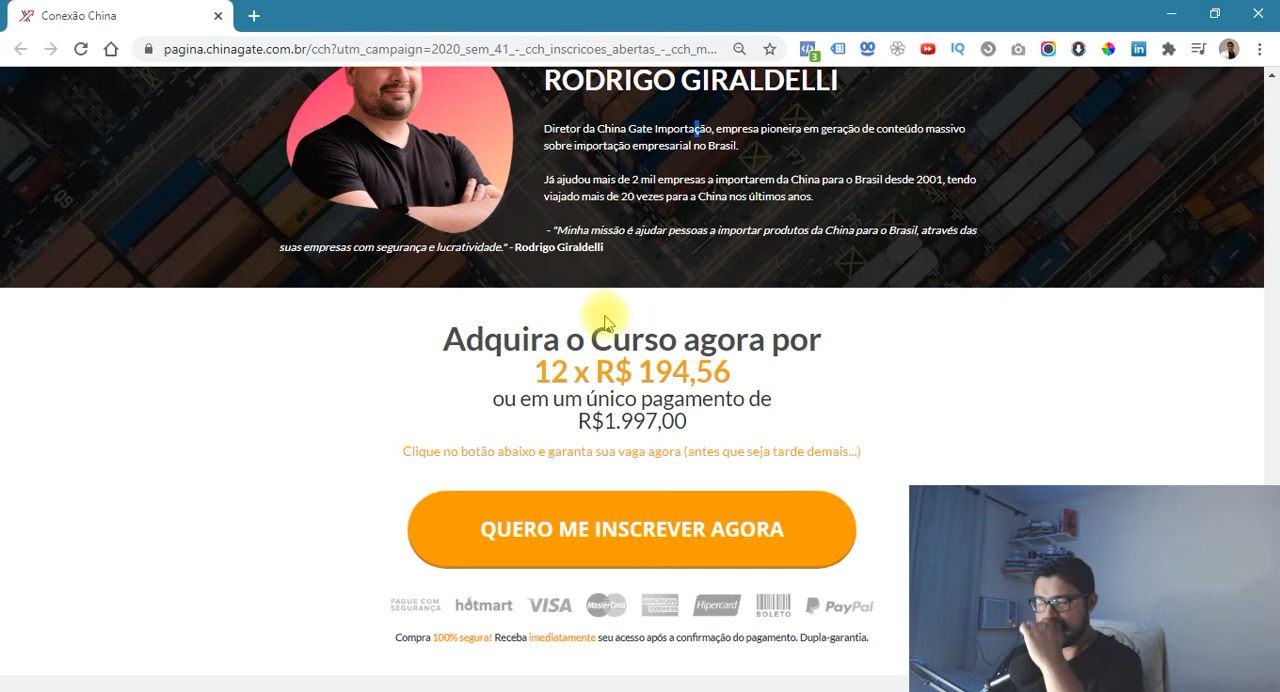 Conexão China
pagina.chinagate.com.br/cch?utm_campaign=2020_sem_41_-_cch_inscricoes_abertas_-_cch_m...
3
IQ
in
RODRIGO GIRALDELLI
Diretor da China Gate Importação, empresa pioneira em geração de conteúdo massivo
sobre importação empresarial no Brasil.
Já ajudou mais de 2 mil empresas a importarem da China para o Brasil desde 2001, tendo
viajado mais de 20 vezes para a China nos últimos anos.
- "Minha missão é ajudar pessoas a importar produtos da China para o Brasil, através das
suas empresas com segurança e lucratividade." - Rodrigo Giraldelli
Adquira o Curso agora por
12 x R$ 194,56
ou em um único pagamento de
R$1.997,00
Clique no botão abaixo e garanta sua vaga agora (antes que seja tarde demais...)
QUERO ME INSCREVER AGORA
PAGUE COM
SEGURANÇA
hotmart
VISA
MasterCard
AMERICAN
EXPRESS
Hipercard
BOLETO
PayPal
Compra 100% segura! Receba imediatamente seu acesso após a confirmação do pagamento. Dupla-garantia.